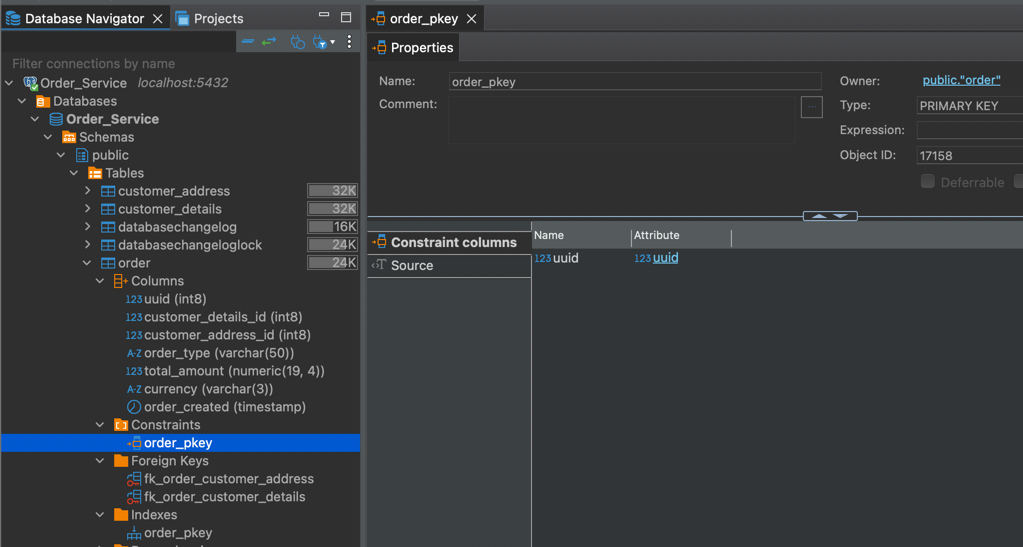 Database Navigator
Projects
Filter connections by name
Order_Service localhost:5432
Databases
Order_Service
Schemas
public
Tables
customer_address 32K
customer_details 32K
databasechangelog 16K
databasechangeloglock 24K
order 24K
Columns
123 uuid (int8)
123 customer_details_id (int8)
123 customer_address_id (int8)
A-Z order_type (varchar(50))
123 total_amount (numeric(19, 4))
A-Z currency (varchar(3))
order_created (timestamp)
Constraints
order_pkey
Foreign Keys
fk_order_customer_address
fk_order_customer_details
Indexes
order_pkey
order_pkey
Properties
Name: order_pkey
Comment:
Owner: public."order"
Type: PRIMARY KEY
Expression:
Object ID: 17158
Deferrable
Constraint columns
Source
Name Attribute
123 uuid 123 uuid